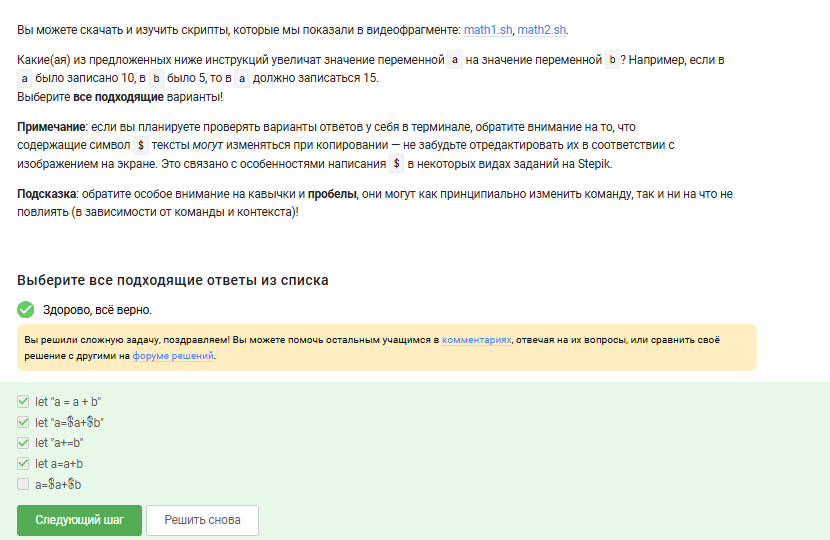 Вы можете скачать и изучить скрипты, которые мы показали в видеофрагменте: math1.sh, math2.sh.
Какие(ая) из предложенных ниже инструкций увеличат значение переменной a на значение переменной b ? Например, если в
a было записано 10, в b было 5, то в a должно записаться 15.
Выберите все подходящие варианты!
Примечание: если вы планируете проверять варианты ответов у себя в терминале, обратите внимание на то, что
содержащие символ $ тексты могут изменяться при копировании — не забудьте отредактировать их в соответствии с
изображением на экране. Это связано с особенностями написания $ в некоторых видах заданий на Stepik.
Подсказка: обратите особое внимание на кавычки и пробелы, они могут как принципиально изменить команду, так и ни на что не
повлиять (в зависимости от команды и контекста)!
Выберите все подходящие ответы из списка
Здорово, всё верно.
Вы решили сложную задачу, поздравляем! Вы можете помочь остальным учащимся в комментариях, отвечая на их вопросы, или сравнить своё
решение с другими на форуме решений.
let "a = a + b"
let "a=$a+$b"
let "a+=b"
let a=a+b
a=$a+$b
Следующий шаг Решить снова